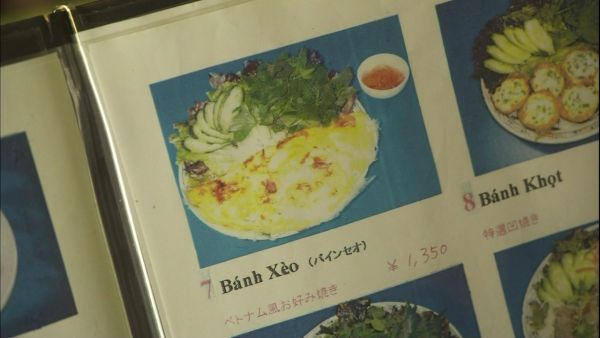 7 Bánh Xèo (バインセオ)
¥1,350
ベトナム風お好み焼き
8 Bánh Khọt
特選凹焼き